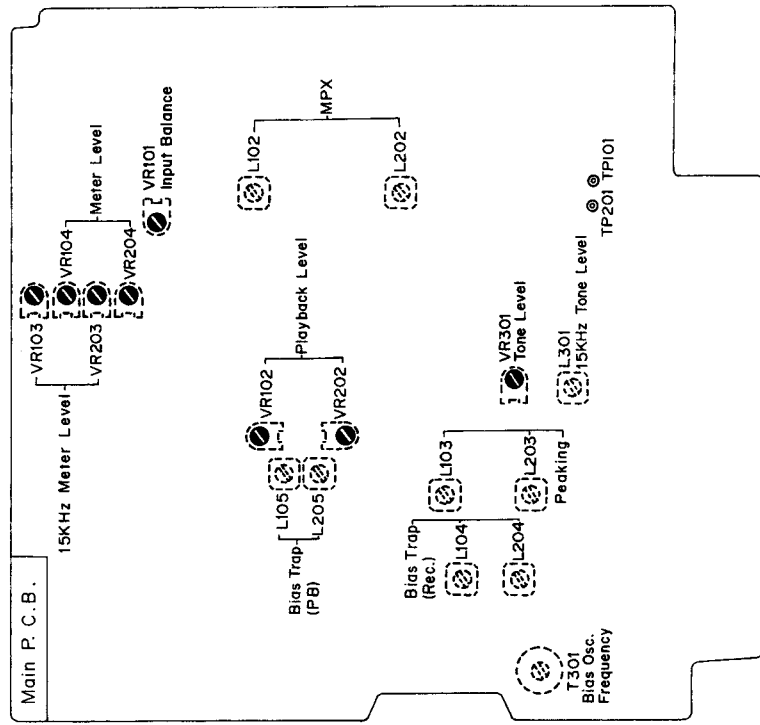 Main P. C. B.
15KHz Meter Level
VR103
VR203
VR104
VR204
Meter Level
VR101
Input Balance
Bias Trap
(PB)
L105
L205
VR102
VR202
Playback Level
L102
L202
MPX
Bias Trap
(Rec.)
L104
L204
L103
L203
Peaking
VR301
Tone Level
L301
15KHz Tone Level
TP201 TP101
T301
Bias Osc.
Frequency